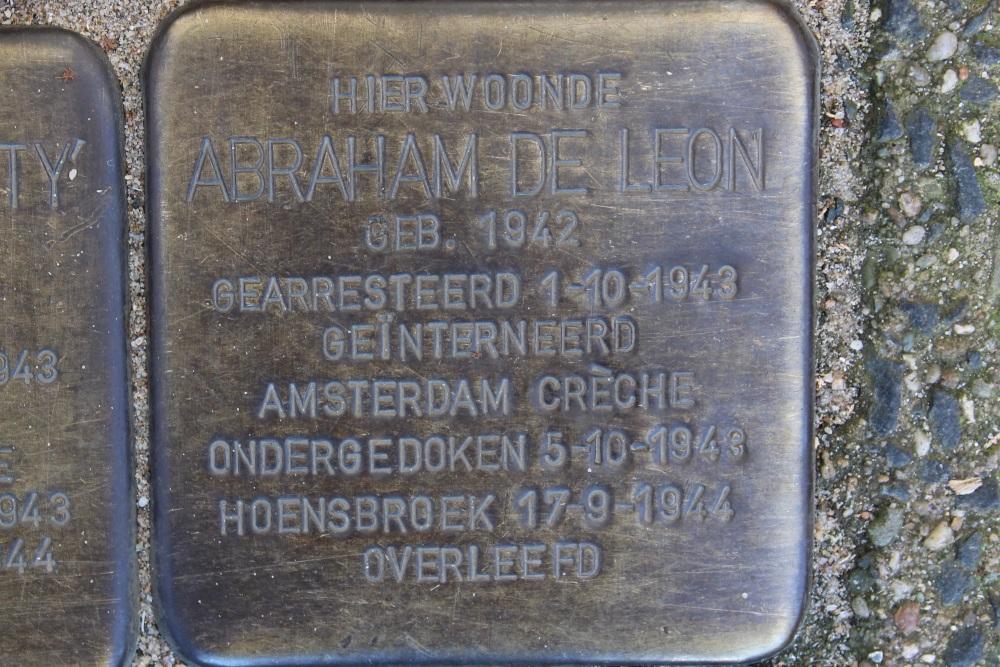 HIER WOONDE
ABRAHAM DE LEON
GEB. 1942
GEARRESTEERD 1-10-1943
GEÏNTERNEERD
AMSTERDAM CRÈCHE
ONDERGEDOKEN 5-10-1943
HOENSBROEK 17-9-1944
OVERLEEFD